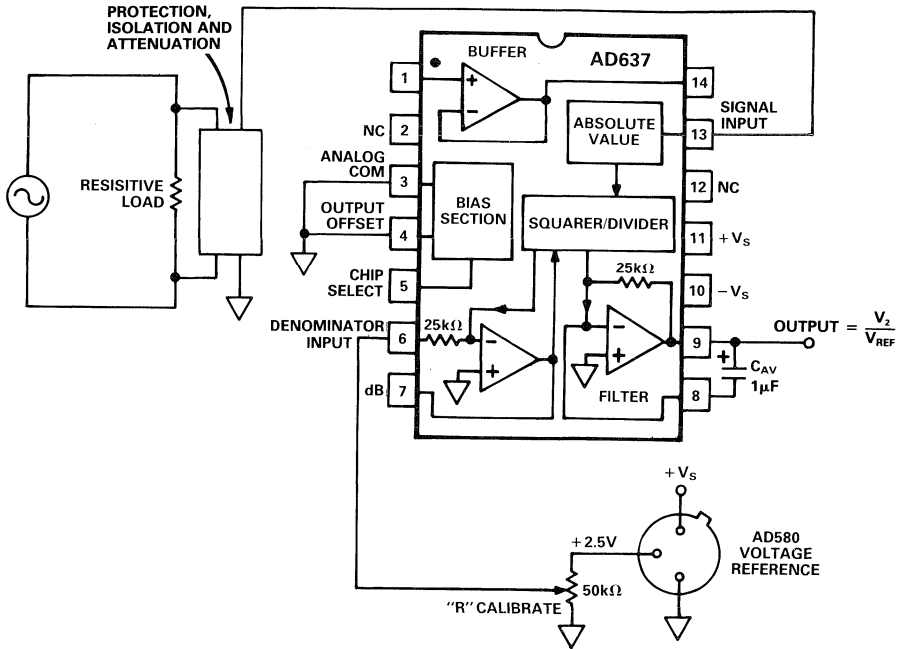 PROTECTION,
ISOLATION AND
ATTENUATION
BUFFER
AD637
1
14
+
−
SIGNAL
INPUT
ABSOLUTE
VALUE
13
NC
2
ANALOG
COM
3
12
NC
RESISITIVE
LOAD
BIAS
SECTION
SQUARER/DIVIDER
OUTPUT
OFFSET
4
11
+VS
25kΩ
CHIP
SELECT
5
10
−VS
DENOMINATOR
INPUT
6
25kΩ
−
+
−
+
9
OUTPUT = V2
VREF
+
CAV
1μF
dB
7
FILTER
8
+VS
+2.5V
AD580
VOLTAGE
REFERENCE
50kΩ
"R" CALIBRATE